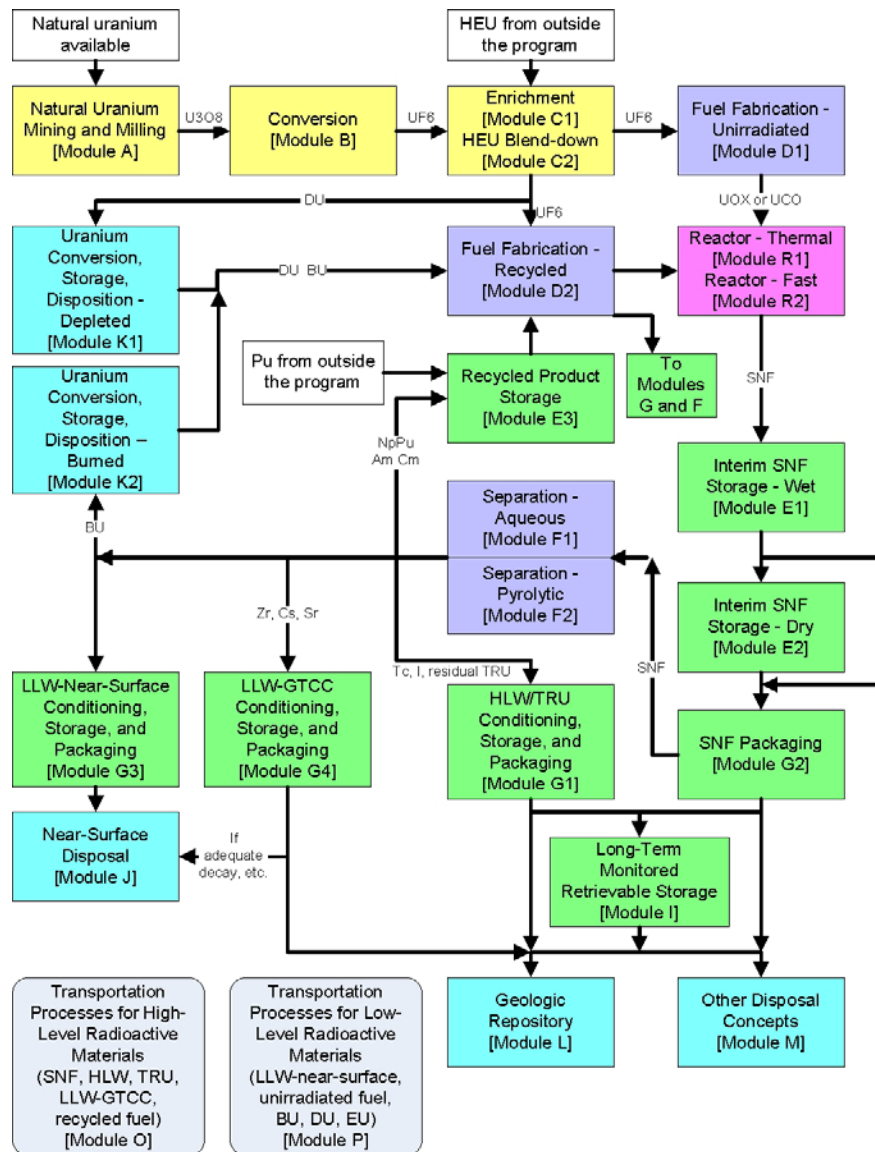 Natural uranium
available
HEU from outside
the program
Natural Uranium
Mining and Milling
[Module A]
U3O8
Conversion
[Module B]
UF6
Enrichment
[Module C1]
HEU Blend-down
[Module C2]
UF6
Fuel Fabrication -
Unirradiated
[Module D1]
DU
UF6
UOX or UCO
Uranium
Conversion,
Storage,
Disposition -
Depleted
[Module K1]
DU BU
Fuel Fabrication -
Recycled
[Module D2]
Reactor - Thermal
[Module R1]
Reactor - Fast
[Module R2]
Pu from outside
the program
Recycled Product
Storage
[Module E3]
To
Modules
G and F
SNF
Uranium
Conversion,
Storage,
Disposition –
Burned
[Module K2]
NpPu
Am Cm
Interim SNF
Storage - Wet
[Module E1]
BU
Separation -
Aqueous
[Module F1]
Separation -
Pyrolytic
[Module F2]
Zr, Cs, Sr
Interim SNF
Storage - Dry
[Module E2]
SNF
Tc, I, residual TRU
LLW-Near-Surface
Conditioning,
Storage, and
Packaging
[Module G3]
LLW-GTCC
Conditioning,
Storage, and
Packaging
[Module G4]
HLW/TRU
Conditioning,
Storage, and
Packaging
[Module G1]
SNF Packaging
[Module G2]
Near-Surface
Disposal
[Module J]
If
adequate
decay, etc.
Long-Term
Monitored
Retrievable Storage
[Module I]
Transportation
Processes for High-
Level Radioactive
Materials
(SNF, HLW, TRU,
LLW-GTCC,
recycled fuel)
[Module O]
Transportation
Processes for Low-
Level Radioactive
Materials
(LLW-near-surface,
unirradiated fuel,
BU, DU, EU)
[Module P]
Geologic
Repository
[Module L]
Other Disposal
Concepts
[Module M]